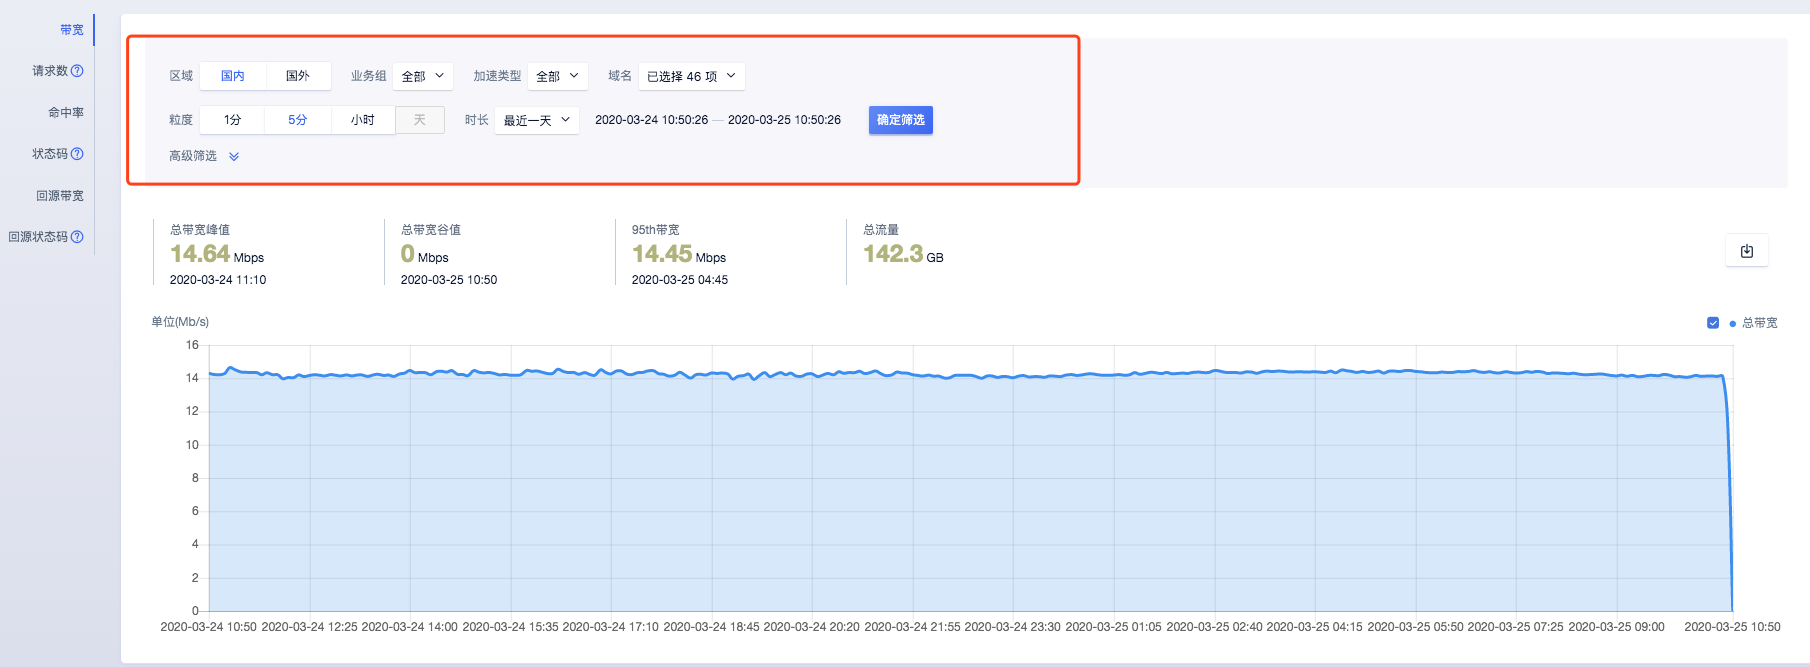 带宽
请求数
命中率
状态码
回源带宽
回源状态码
区域 国内 国外 业务组 全部 加速类型 全部 域名 已选择 46 项
粒度 1分 5分 小时 天 时长 最近一天 2020-03-24 10:50:26 — 2020-03-25 10:50:26 确定筛选
高级筛选
总带宽峰值
14.64 Mbps
2020-03-24 11:10
总带宽谷值
0 Mbps
2020-03-25 10:50
95th带宽
14.45 Mbps
2020-03-25 04:45
总流量
142.3 GB
单位(Mb/s)
总带宽
16
14
12
10
8
6
4
2
0
2020-03-24 10:50 2020-03-24 12:25 2020-03-24 14:00 2020-03-24 15:35 2020-03-24 17:10 2020-03-24 18:45 2020-03-24 20:20 2020-03-24 21:55 2020-03-24 23:30 2020-03-25 01:05 2020-03-25 02:40 2020-03-25 04:15 2020-03-25 05:50 2020-03-25 07:25 2020-03-25 09:00 2020-03-25 10:50